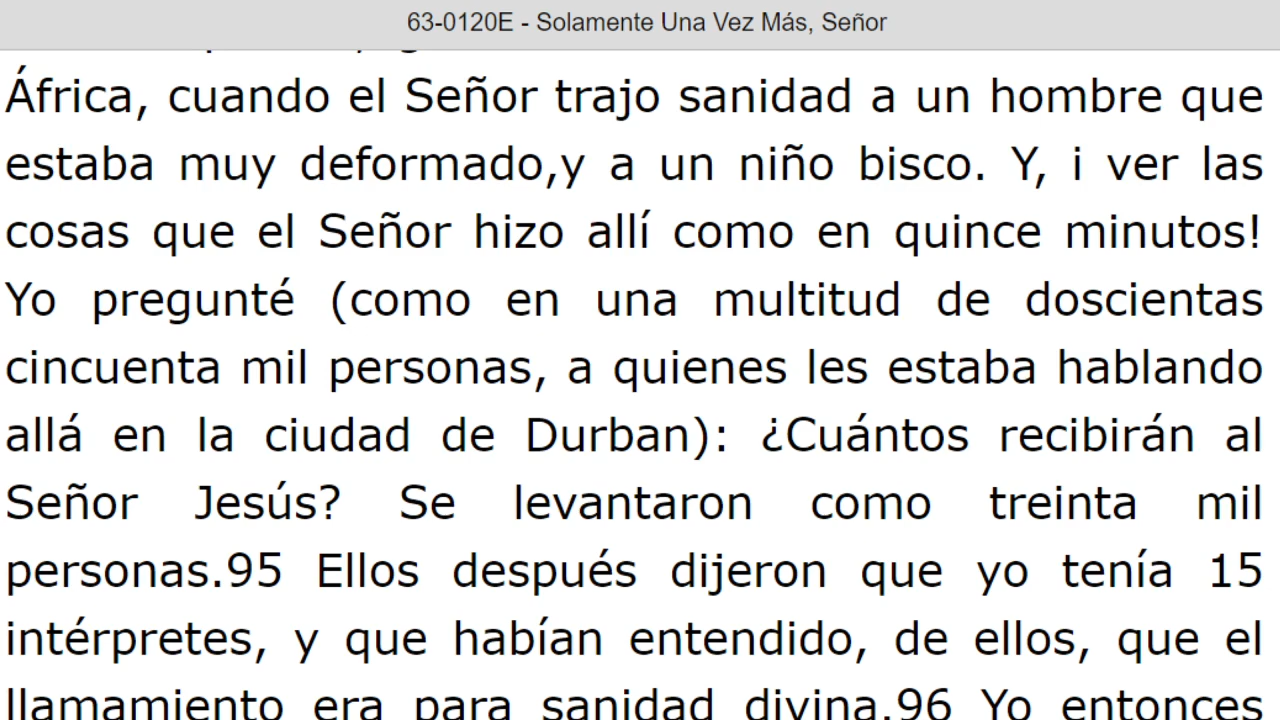 63-0120E - Solamente Una Vez Más, Señor
África, cuando el Señor trajo sanidad a un hombre que
estaba muy deformado,y a un niño bisco. Y, i ver las
cosas que el Señor hizo allí como en quince minutos!
Yo pregunté (como en una multitud de doscientas
cincuenta mil personas, a quienes les estaba hablando
allá en la ciudad de Durban): ¿Cuántos recibirán al
Señor Jesús? Se levantaron como treinta mil
personas.95 Ellos después dijeron que yo tenía 15
intérpretes, y que habían entendido, de ellos, que el
llamamiento era para sanidad divina.96 Yo entonces